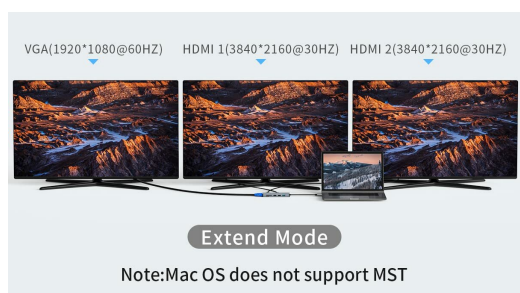 VGA(1920*1080@60HZ) HDMI 1(3840*2160@30HZ) HDMI 2(3840*2160@30HZ)
Extend Mode
Note:Mac OS does not support MST